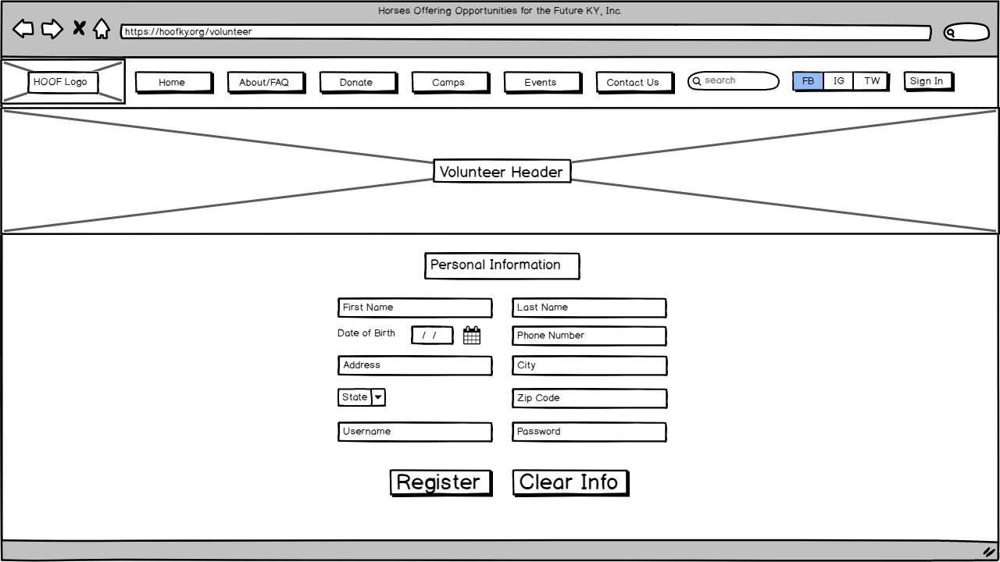 Horses Offering Opportunities for the Future KY, Inc.
https://hoofky.org/volunteer
HOOF Logo
Home
About/FAQ
Donate
Camps
Events
Contact Us
search
FB
IG
TW
Sign In
Volunteer Header
Personal Information
First Name
Last Name
Date of Birth
/ /
Phone Number
Address
City
State
Zip Code
Username
Password
Register
Clear Info